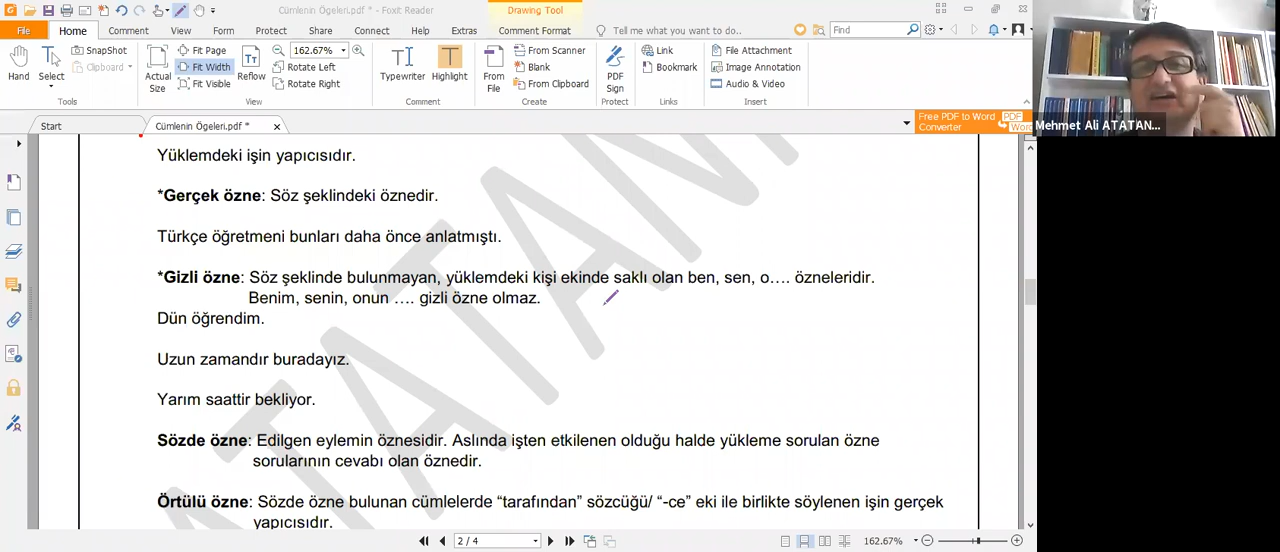 Cümlenin Ögeleri.pdf * - Foxit Reader
Drawing Tool
File
Home
Comment
View
Form
Protect
Share
Connect
Help
Extras
Comment Format
Tell me what you want to do..
Find
Hand
Select
SnapShot
Clipboard
Actual Size
Fit Page
Fit Width
Fit Visible
Reflow
162.67%
Rotate Left
Rotate Right
Typewriter
Highlight
From File
From Scanner
Blank
From Clipboard
PDF Sign
Link
Bookmark
File Attachment
Image Annotation
Audio & Video
Tools
View
Comment
Create
Protect
Links
Insert
Start
Cümlenin Ögeleri.pdf *
Free PDF to Word
Converter
PDF
Word
Mehmet Ali ATATAN...
Yüklemdeki işin yapıcısıdır.
*Gerçek özne: Söz şeklindeki öznedir.
Türkçe öğretmeni bunları daha önce anlatmıştı.
*Gizli özne: Söz şeklinde bulunmayan, yüklemdeki kişi ekinde saklı olan ben, sen, o…. özneleridir.
Benim, senin, onun …. gizli özne olmaz.
Dün öğrendim.
Uzun zamandır buradayız.
Yarım saattir bekliyor.
Sözde özne: Edilgen eylemin öznesidir. Aslında işten etkilenen olduğu halde yükleme sorulan özne
sorularının cevabı olan öznedir.
Örtülü özne: Sözde özne bulunan cümlelerde “tarafından” sözcüğü/ “-ce” eki ile birlikte söylenen işin gerçek
yapıcısıdır.
2 / 4
162.67%